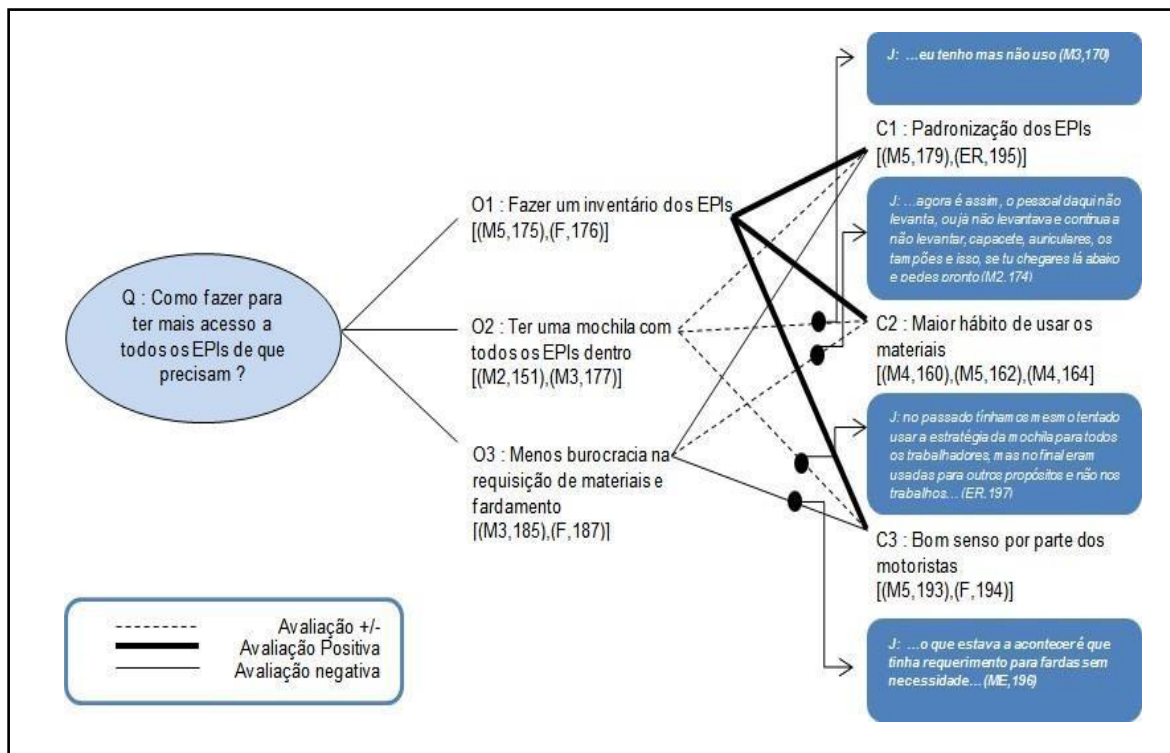 Q : Como fazer para
ter mais acesso a
todos os EPIs de que
precisam ?
O1 : Fazer um inventário dos EPIs
[(M5,175),(F,176)]
O2 : Ter uma mochila com
todos os EPIs dentro
[(M2,151),(M3,177)]
O3 : Menos burocracia na
requisição de materiais e
fardamento
[(M3,185),(F,187)]
J: ...eu tenho mas não uso (M3,170)
C1 : Padronização dos EPIs
[(M5,179),(ER,195)]
J: ...agora é assim, o pessoal daqui não
levanta, ou já não levantava e continua a
não levantar, capacete, auriculares, os
tampões e isso, se tu chegares lá abaixo
e pedes pronto (M2,174)
C2 : Maior hábito de usar os
materiais
[(M4,160),(M5,162),(M4,164]
J: no passado tínhamos mesmo tentado
usar a estratégia da mochila para todos
os trabalhadores, mas no final eram
usadas para outros propósitos e não nos
trabalhos... (ER,197)
C3 : Bom senso por parte dos
motoristas
[(M5,193),(F,194)]
J: ...o que estava a acontecer é que
tinha requerimento para fardas sem
necessidade... (ME,196)
Avaliação +/-
Avaliação Positiva
Avaliação negativa